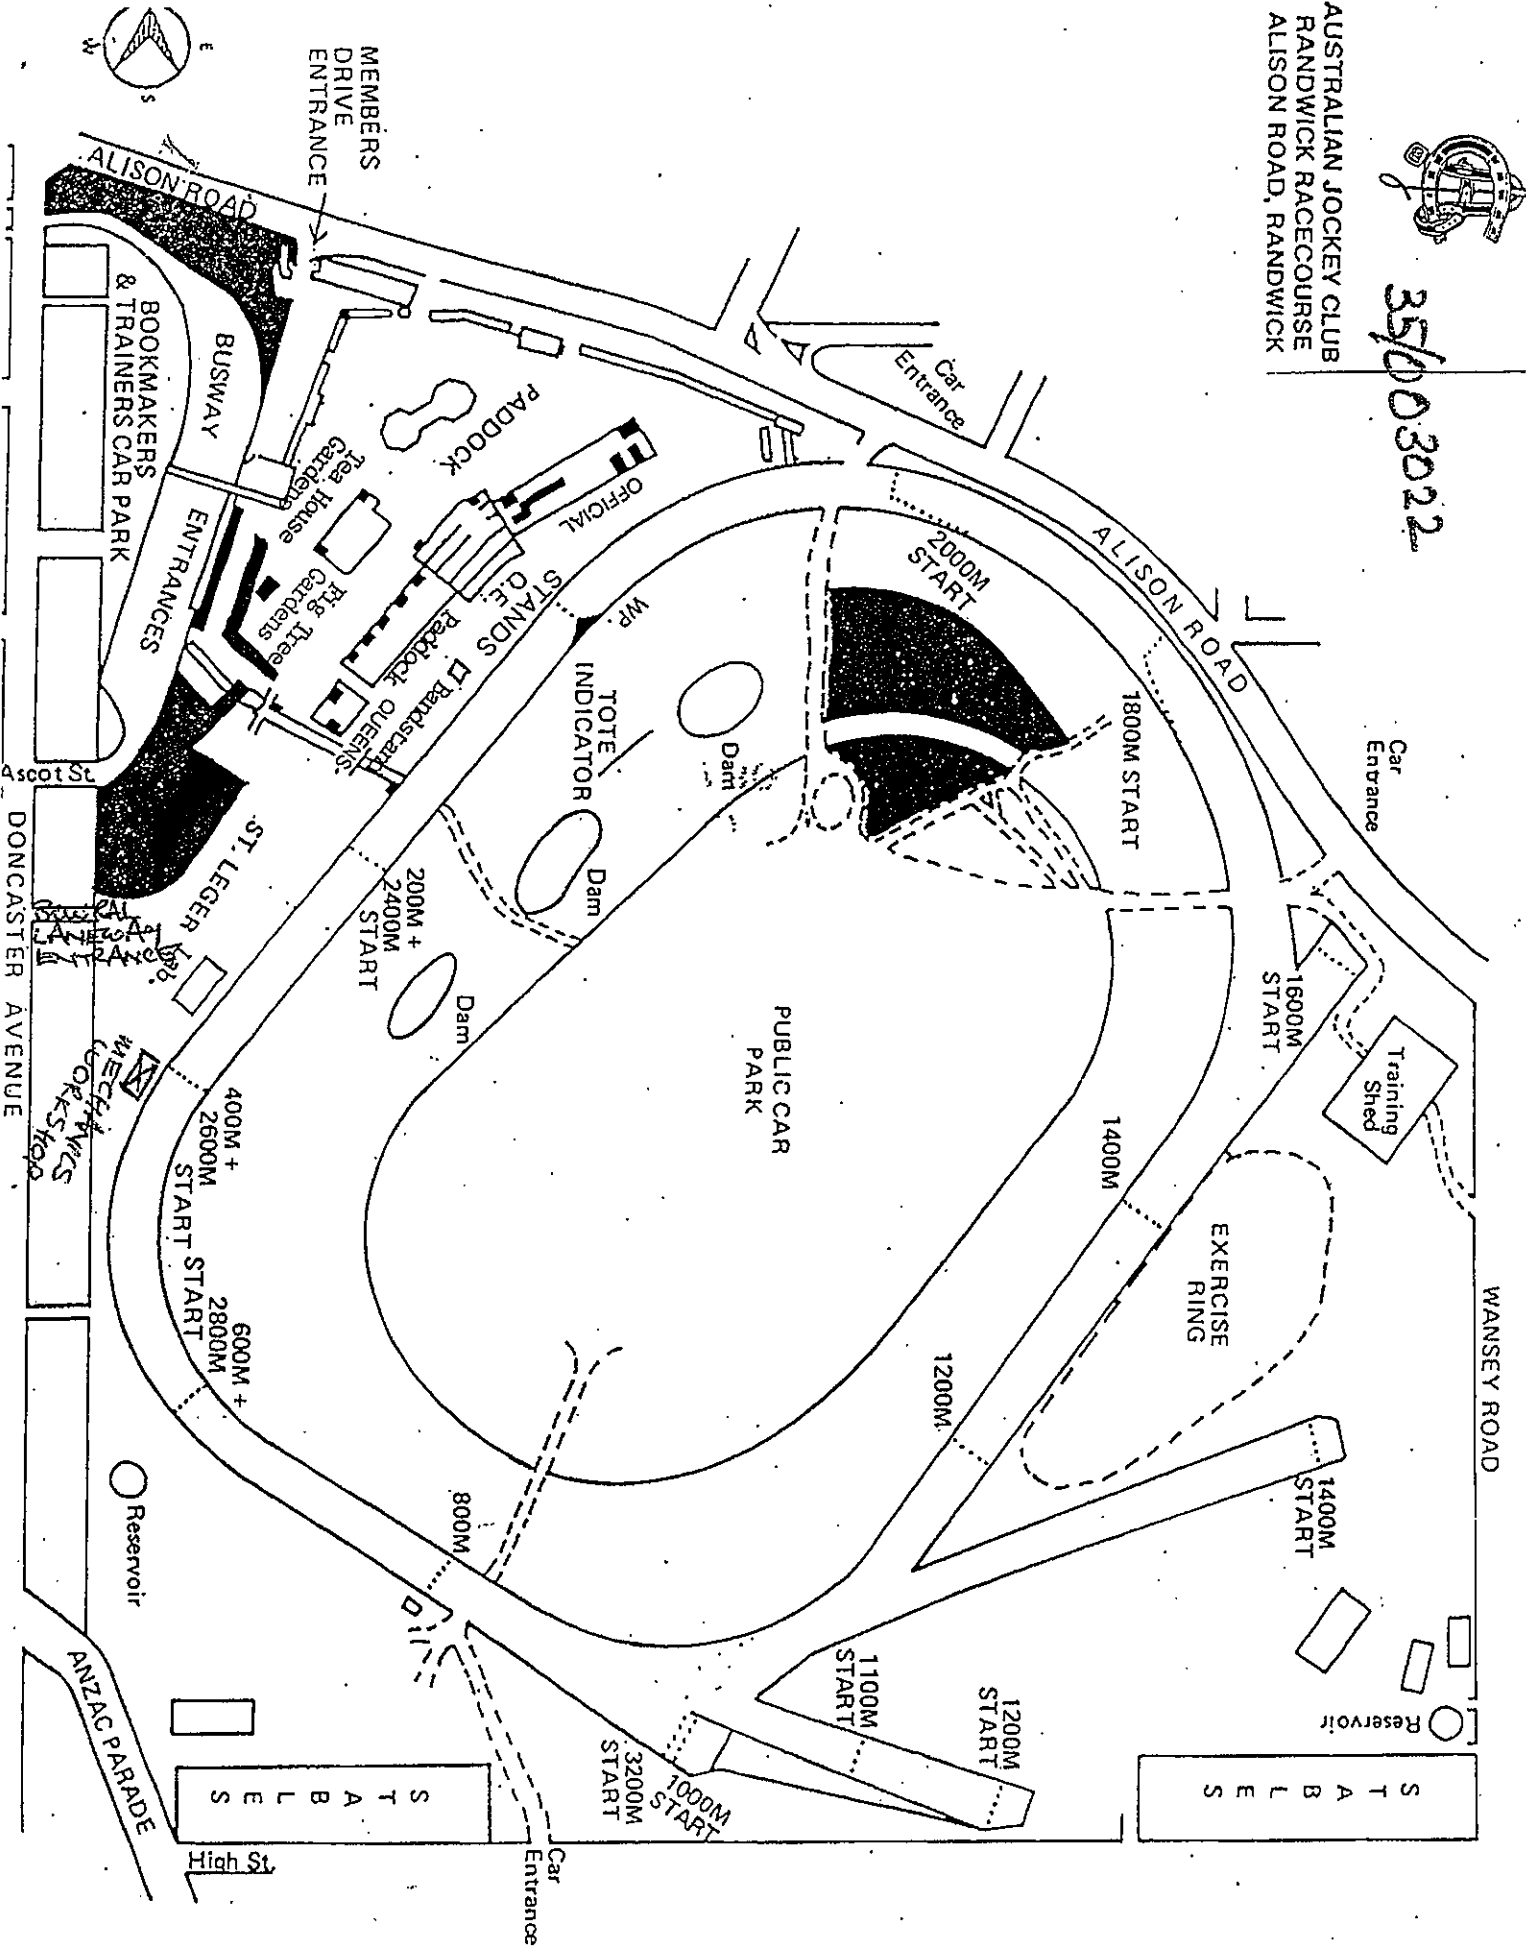 AUSTRALIAN JOCKEY CLUB
RANDWICK RACECOURSE
ALISON ROAD, RANDWICK
35/003022
E
S
W
MEMBERS
DRIVE
ENTRANCE
ALISON ROAD
BUSWAY
ENTRANCES
BOOKMAKERS
& TRAINERS CAR PARK
PADDOCK
Tea House
Gardens
Fig Tree
Gardens
OFFICIAL
STANDS
Q.E.
Paddock
QUEENS
Bandstand
WP.
TOTE
INDICATOR
Dam
Dam
Dam
Car
Entrance
ALISON ROAD
2000M
START
1800M START
Car
Entrance
1600M
START
Training
Shed
WANSEY ROAD
EXERCISE
RING
1400M
1200M
1400M
START
PUBLIC CAR
PARK
Ascot St.
DONCASTER AVENUE
ST. LEGER
200M +
2400M
START
LANEWAY
MECHANICS
WORKSHOP
400M +
2600M
START
600M +
2800M
START
800M
Reservoir
ANZAC PARADE
STABLES
High St.
Car
Entrance
3200M
START
1000M
START
1100M
START
1200M
START
Reservoir
STABLES